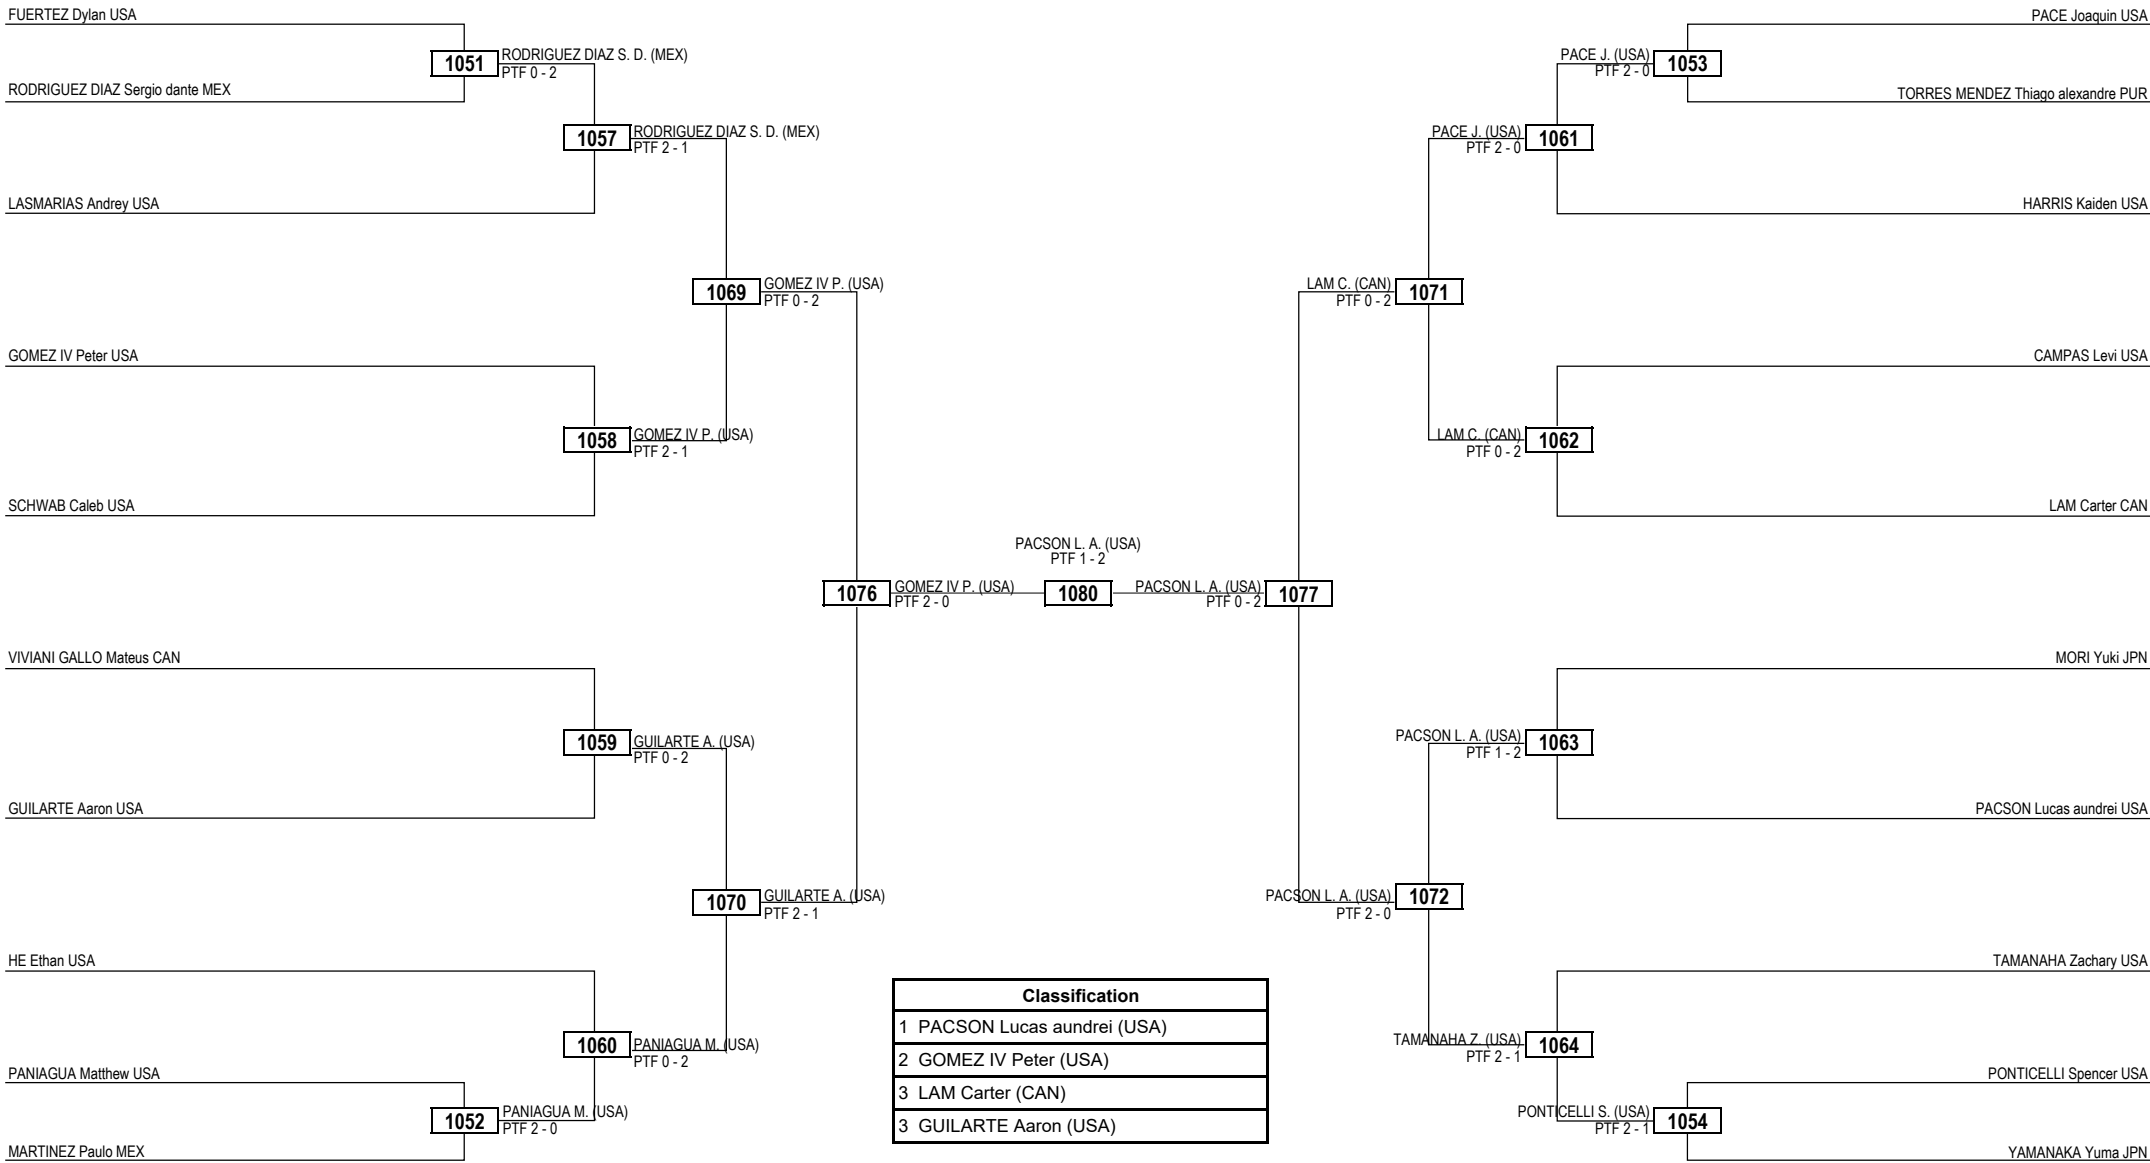 FUERTEZ Dylan USA
PACE Joaquin USA
1051
RODRIGUEZ DIAZ S. D. (MEX)
PTF 0 - 2
PACE J. (USA)
PTF 2 - 0
1053
RODRIGUEZ DIAZ Sergio dante MEX
TORRES MENDEZ Thiago alexandre PUR
1057
RODRIGUEZ DIAZ S. D. (MEX)
PTF 2 - 1
PACE J. (USA)
PTF 2 - 0
1061
LASMARIAS Andrey USA
HARRIS Kaiden USA
1069
GOMEZ IV P. (USA)
PTF 0 - 2
LAM C. (CAN)
PTF 0 - 2
1071
GOMEZ IV Peter USA
CAMPAS Levi USA
1058
GOMEZ IV P. (USA)
PTF 2 - 1
LAM C. (CAN)
PTF 0 - 2
1062
SCHWAB Caleb USA
LAM Carter CAN
PACSON L. A. (USA)
PTF 1 - 2
1076
GOMEZ IV P. (USA)
PTF 2 - 0
1080
PACSON L. A. (USA)
PTF 0 - 2
1077
VIVIANI GALLO Mateus CAN
MORI Yuki JPN
1059
GUILARTE A. (USA)
PTF 0 - 2
PACSON L. A. (USA)
PTF 1 - 2
1063
GUILARTE Aaron USA
PACSON Lucas aundrei USA
1070
GUILARTE A. (USA)
PTF 2 - 1
PACSON L. A. (USA)
PTF 2 - 0
1072
HE Ethan USA
TAMANAHA Zachary USA
Classification
1 PACSON Lucas aundrei (USA)
2 GOMEZ IV Peter (USA)
3 LAM Carter (CAN)
3 GUILARTE Aaron (USA)
1060
PANIAGUA M. (USA)
PTF 0 - 2
TAMANAHA Z. (USA)
PTF 2 - 1
1064
PANIAGUA Matthew USA
PONTICELLI Spencer USA
1052
PANIAGUA M. (USA)
PTF 2 - 0
PONTICELLI S. (USA)
PTF 2 - 1
1054
MARTINEZ Paulo MEX
YAMANAKA Yuma JPN